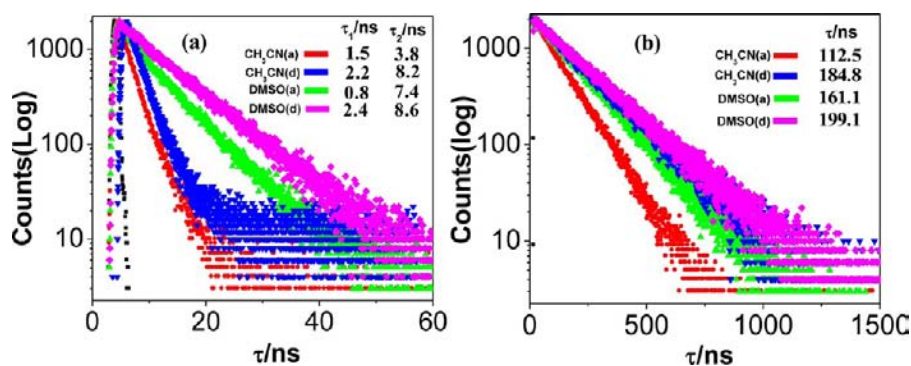 (a)
τ₁/ns τ₂/ns
CH₃CN(a) 1.5 3.8
CH₃CN(d) 2.2 8.2
DMSO(a) 0.8 7.4
DMSO(d) 2.4 8.6
Counts(Log)
1000
100
10
0 20 40 60
τ/ns
(b)
τ/ns
CH₃CN(a) 112.5
CH₃CN(d) 184.8
DMSO(a) 161.1
DMSO(d) 199.1
Counts(log)
1000
100
10
0 500 1000 1500
τ/ns